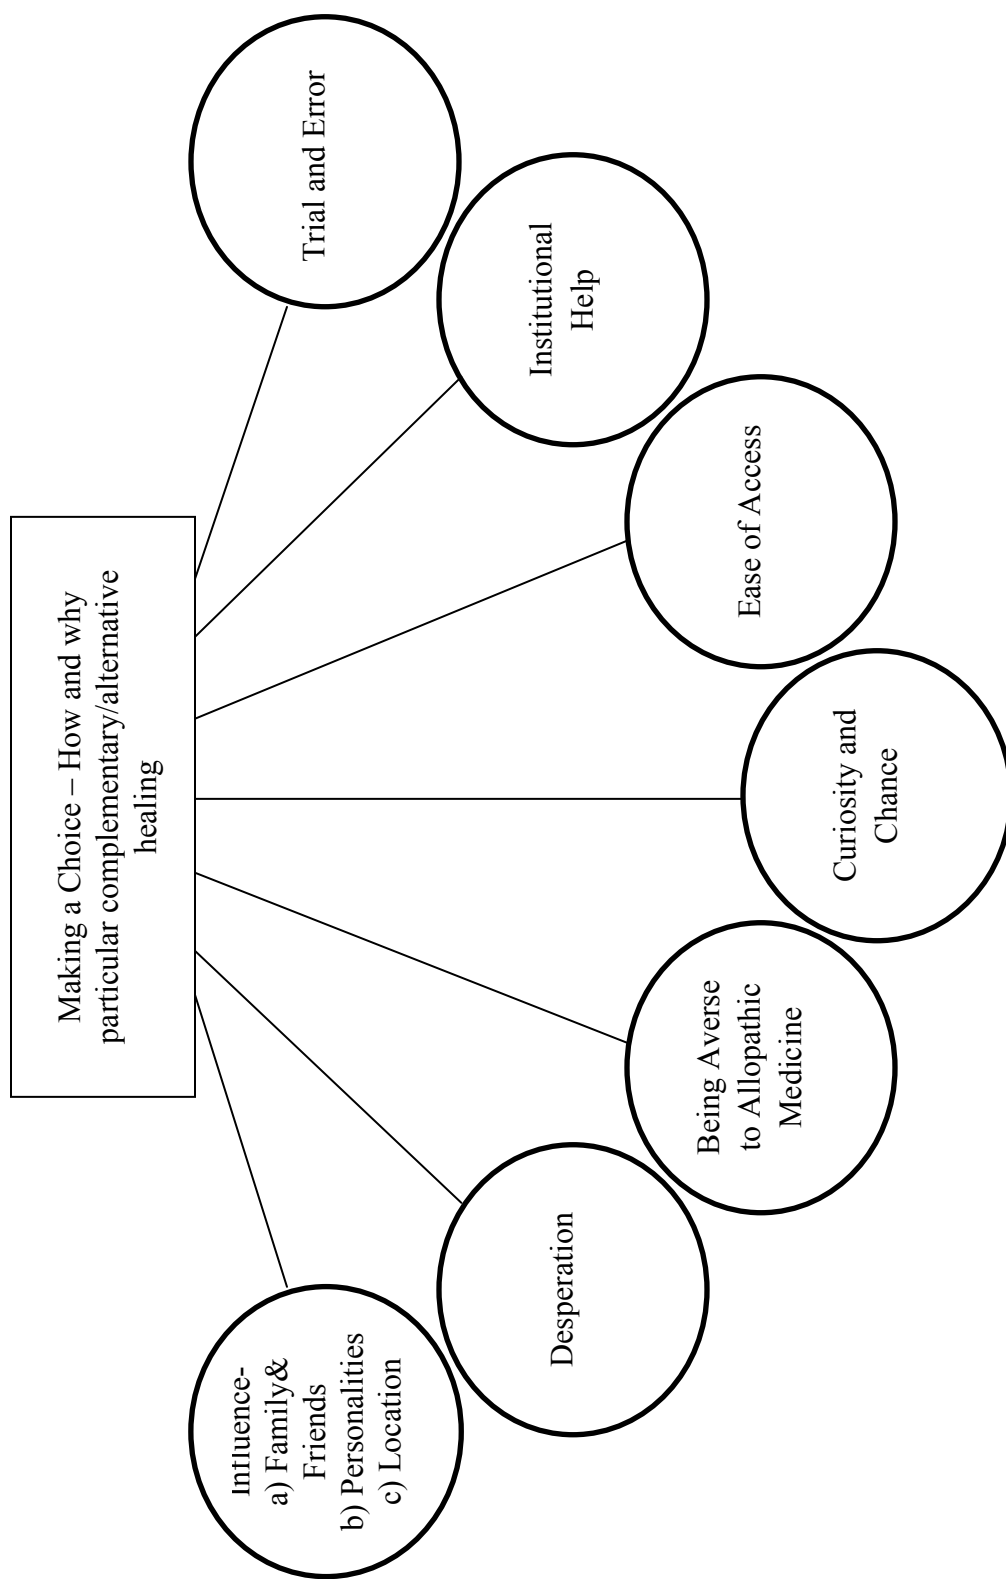 Making a Choice – How and why
particular complementary/alternative
healing
Influence-
a) Family&
Friends
b) Personalities
c) Location
Desperation
Being Averse
to Allopathic
Medicine
Curiosity and
Chance
Ease of Access
Institutional
Help
Trial and Error